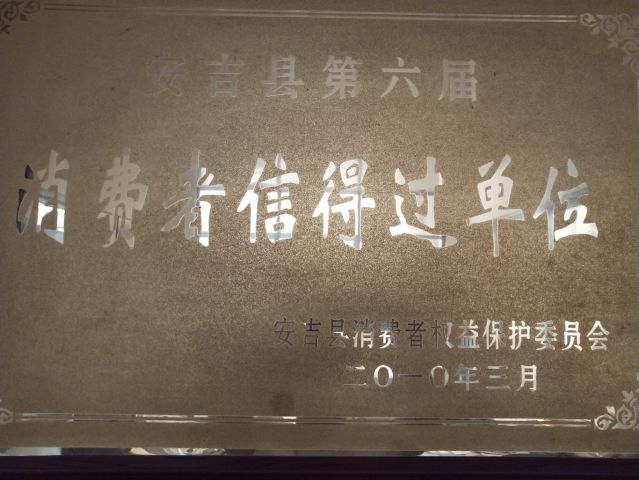 安吉县第六届
消费者信得过单位
安吉县消费者权益保护委员会
二〇一〇年三月